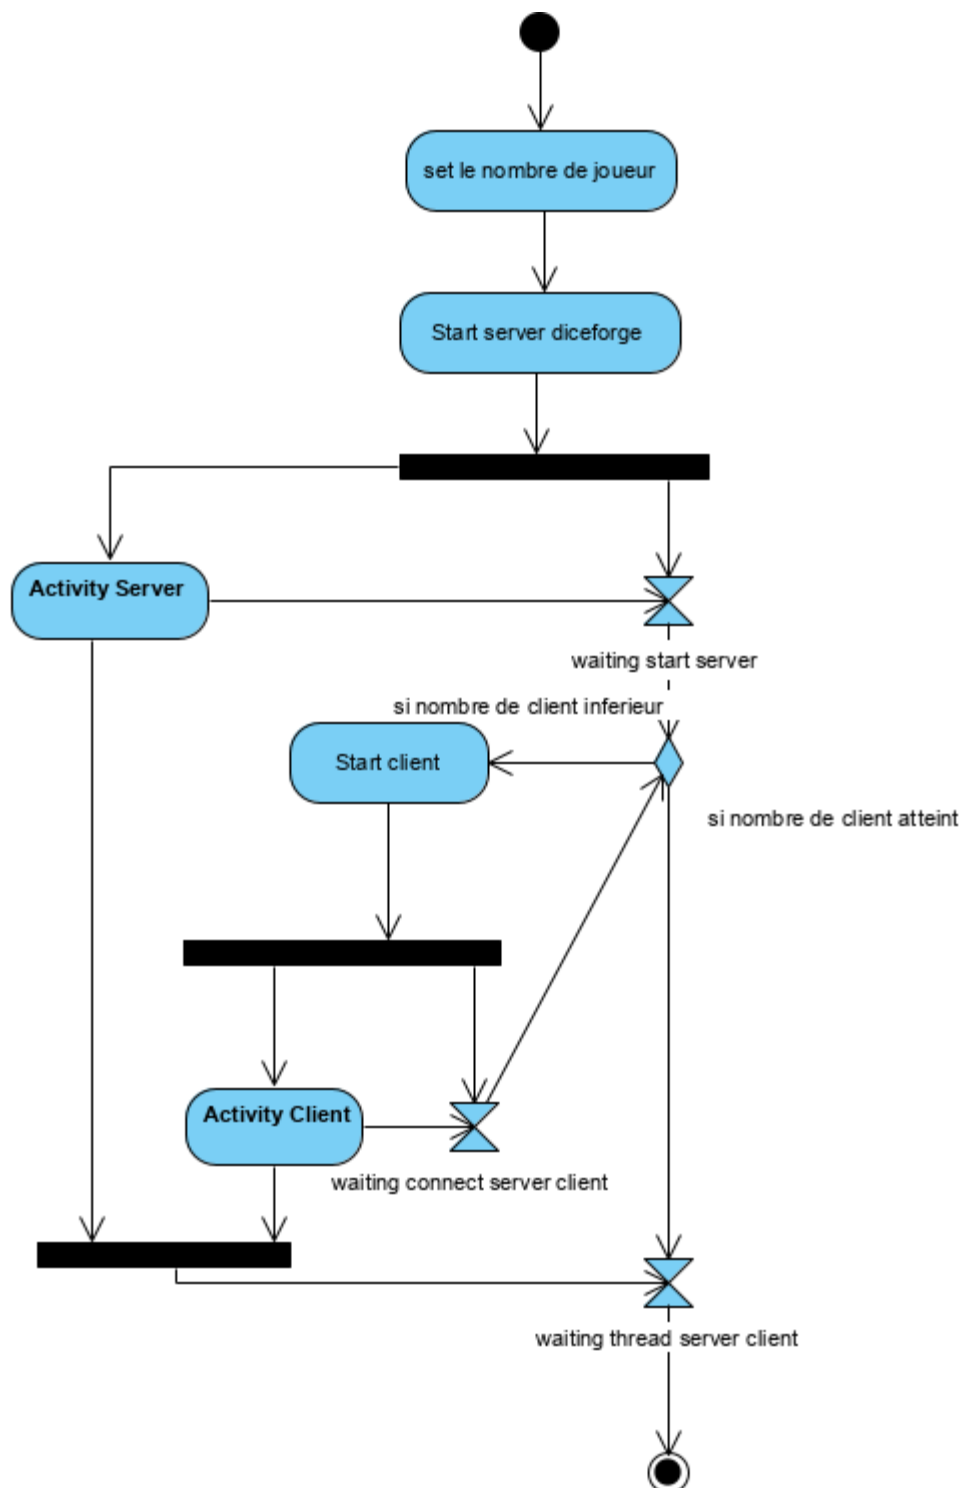 set le nombre de joueur
Start server diceforge
Activity Server
waiting start server
si nombre de client inferieur
Start client
si nombre de client atteint
Activity Client
waiting connect server client
waiting thread server client